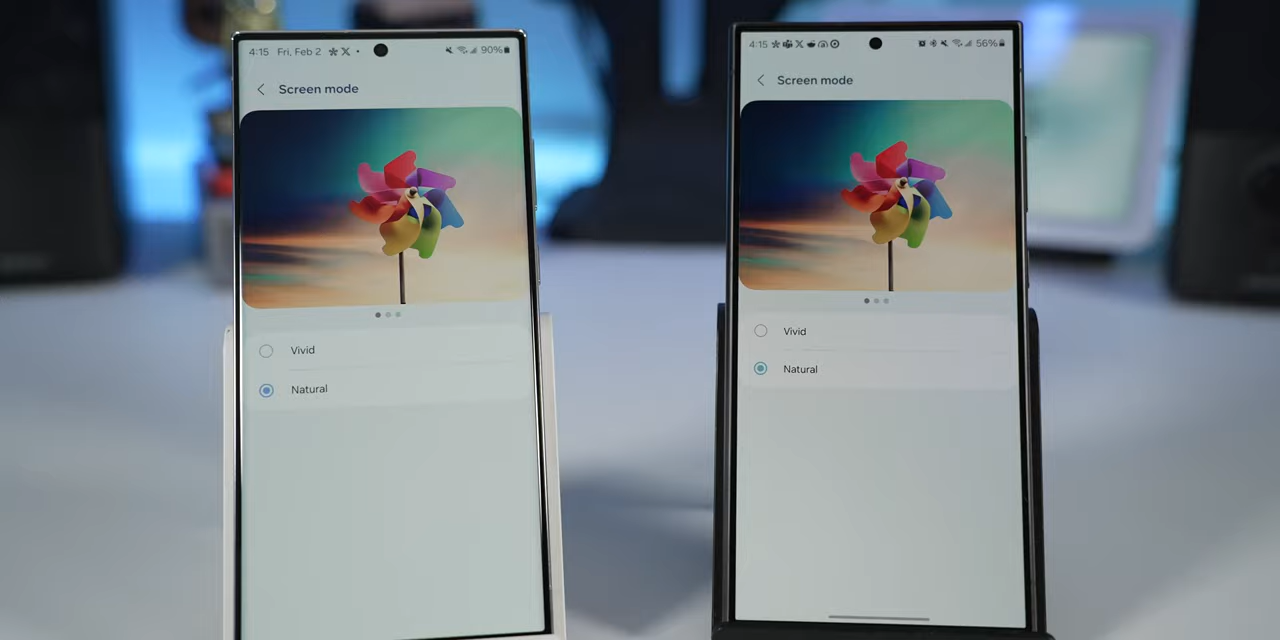 4:15 Fri, Feb 2 90%
Screen mode
Vivid
Natural
4:15 56%
Screen mode
Vivid
Natural